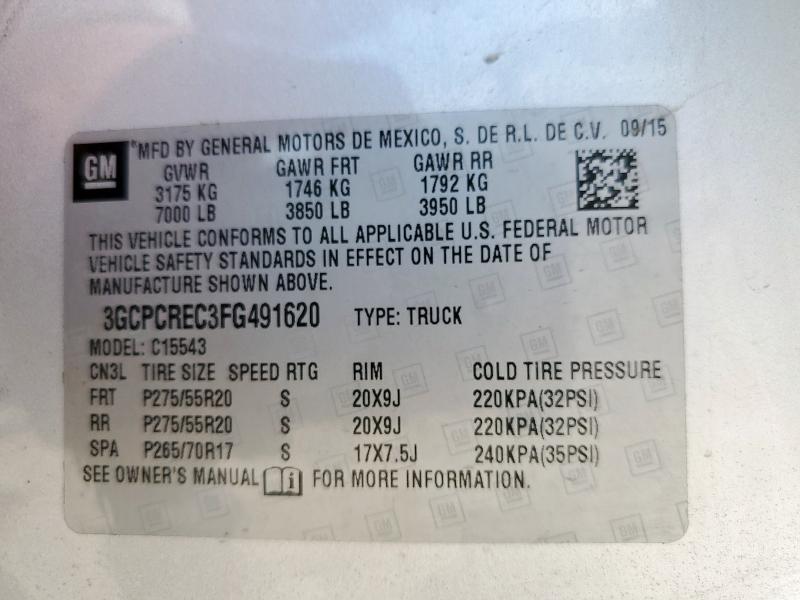 GM
MFD BY GENERAL MOTORS DE MEXICO, S. DE R.L. DE C.V. 09/15
GVWR GAWR FRT GAWR RR
3175 KG 1746 KG 1792 KG
7000 LB 3850 LB 3950 LB
THIS VEHICLE CONFORMS TO ALL APPLICABLE U.S. FEDERAL MOTOR
VEHICLE SAFETY STANDARDS IN EFFECT ON THE DATE OF
MANUFACTURE SHOWN ABOVE.
3GCPCREC3FG491620 TYPE: TRUCK
MODEL: C15543
CN3L TIRE SIZE SPEED RTG RIM COLD TIRE PRESSURE
FRT P275/55R20 S 20X9J 220KPA(32PSI)
RR P275/55R20 S 20X9J 220KPA(32PSI)
SPA P265/70R17 S 17X7.5J 240KPA(35PSI)
SEE OWNER'S MANUAL i FOR MORE INFORMATION.